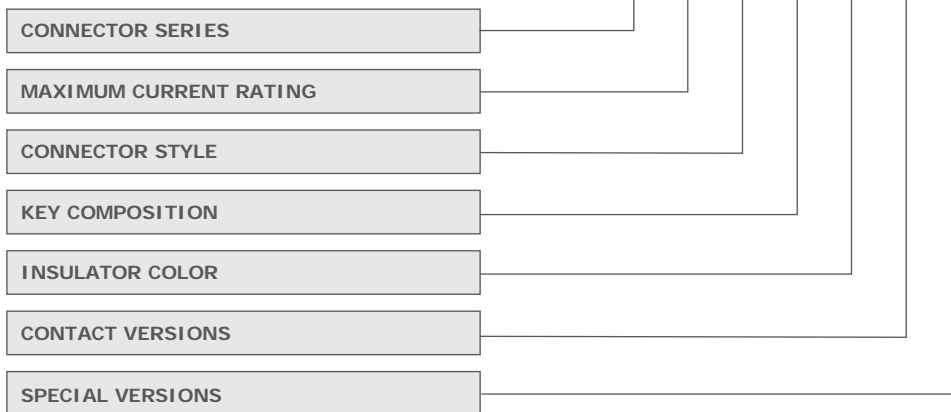 CONNECTOR SERIES
MAXIMUM CURRENT RATING
CONNECTOR STYLE
KEY COMPOSITION
INSULATOR COLOR
CONTACT VERSIONS
SPECIAL VERSIONS